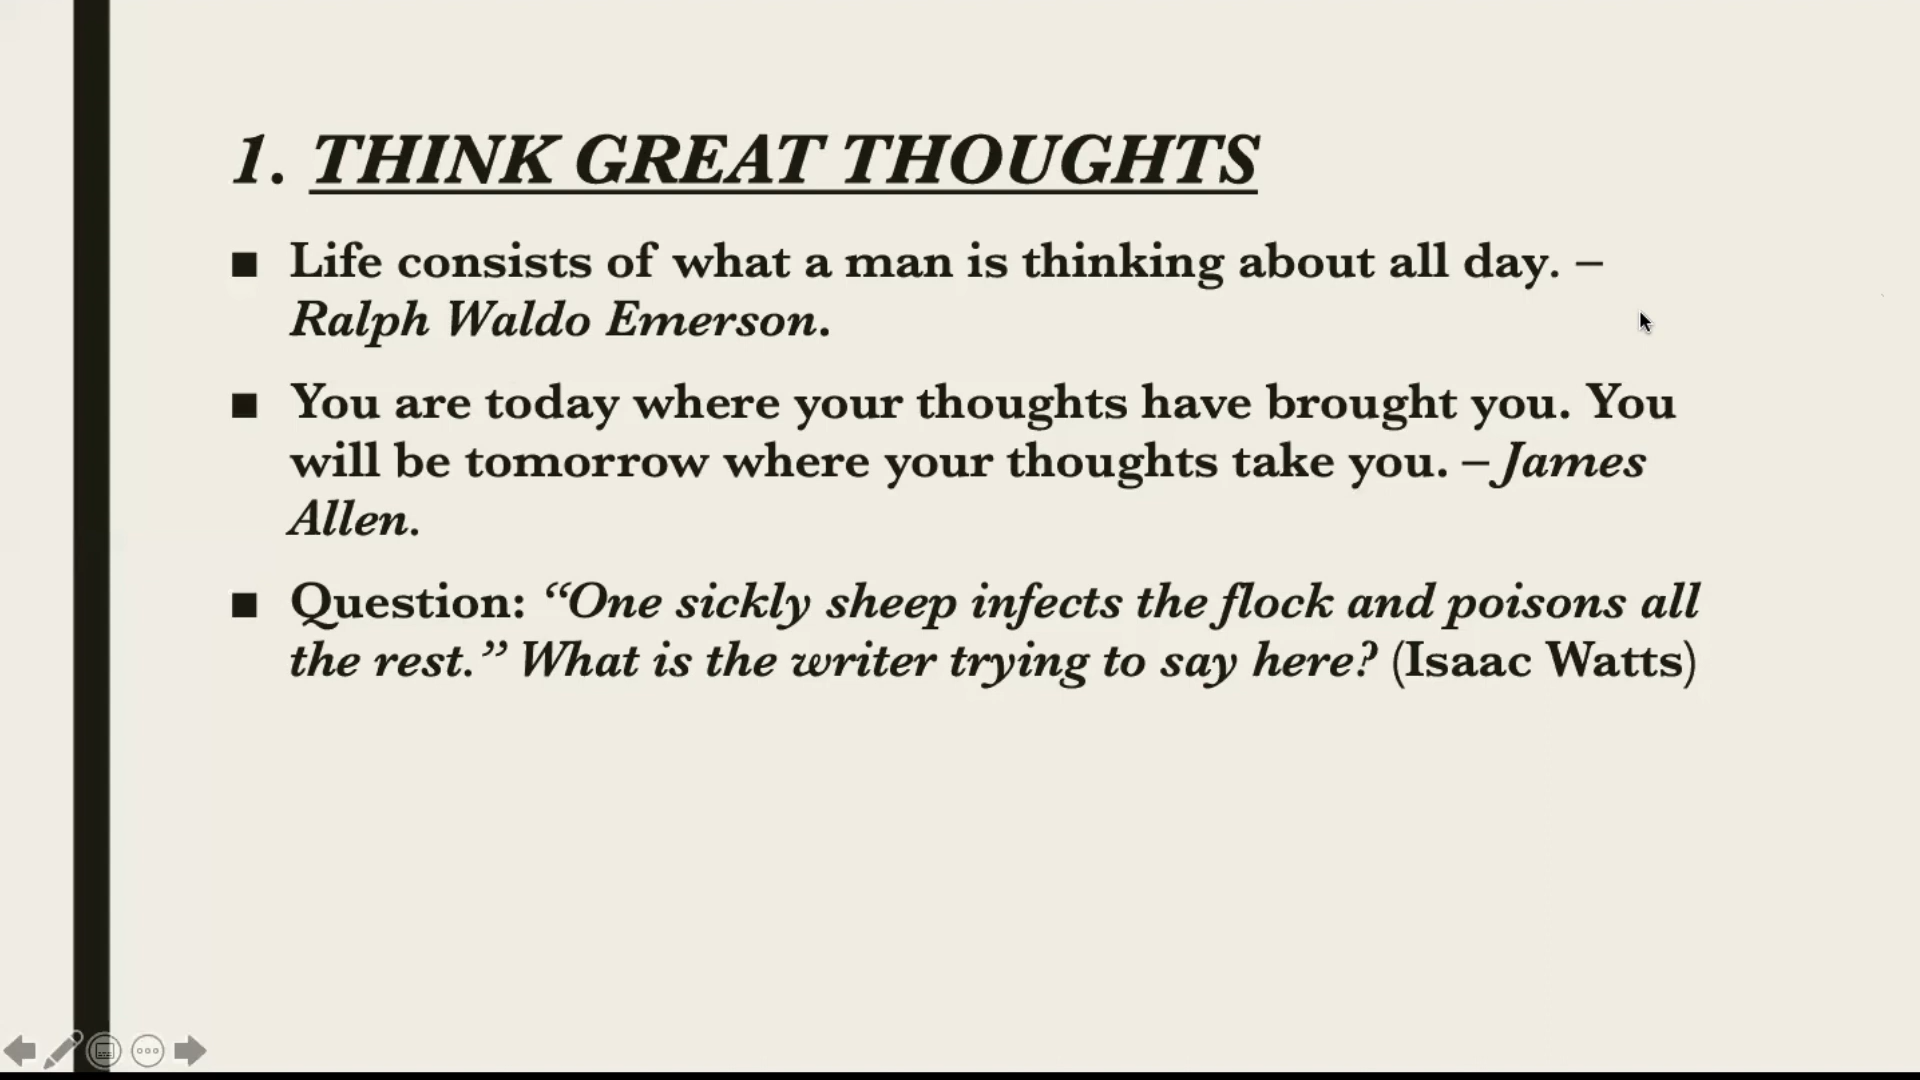 1. THINK GREAT THOUGHTS
■ Life consists of what a man is thinking about all day. –
Ralph Waldo Emerson.
■ You are today where your thoughts have brought you. You
will be tomorrow where your thoughts take you. – James
Allen.
■ Question: “One sickly sheep infects the flock and poisons all
the rest.” What is the writer trying to say here? (Isaac Watts)